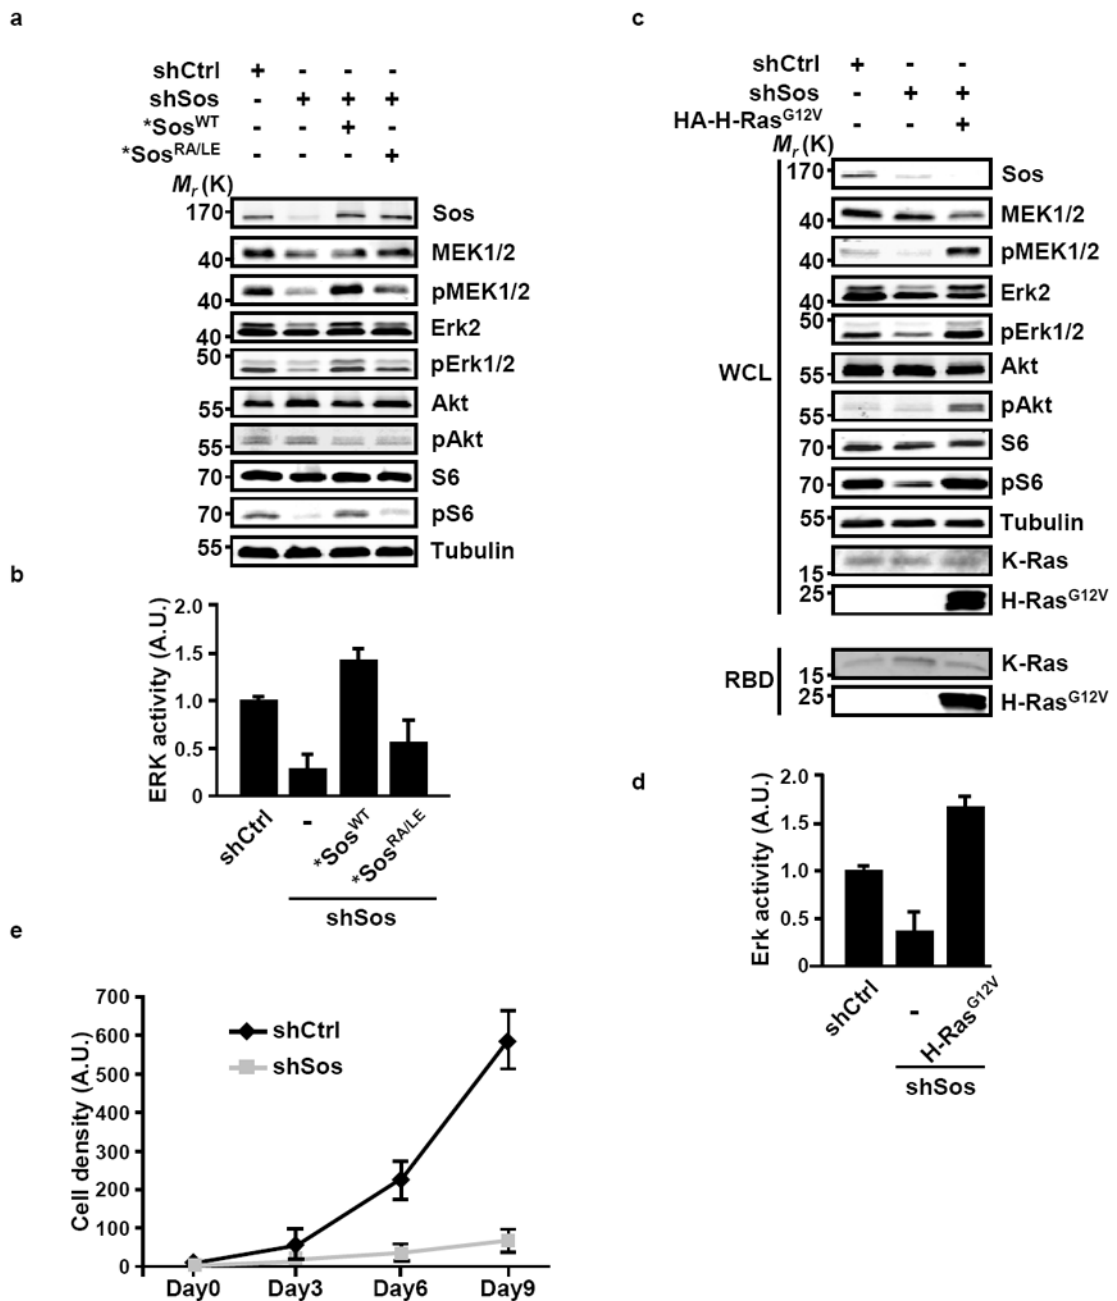 a
shCtrl + - - -
shSos - + + +
*Sos^WT - - + -
*Sos^RA/LE - - - +
M_r (K)
170 Sos
MEK1/2
40
pMEK1/2
40
Erk2
40
50
pErk1/2
Akt
55
pAkt
55
70 S6
70 pS6
55
Tubulin
b
ERK activity (A.U.)
2.0
1.5
1.0
0.5
0
shCtrl
-
*Sos^WT
*Sos^RA/LE
shSos
c
shCtrl + - -
shSos - + +
HA-H-Ras^G12V - - +
M_r (K)
WCL
170 Sos
MEK1/2
40
pMEK1/2
40
Erk2
40
50
pErk1/2
Akt
55
pAkt
55
S6
70
pS6
70
55
Tubulin
K-Ras
15
25
H-Ras^G12V
RBD
K-Ras
15
25
H-Ras^G12V
d
Erk activity (A.U.)
2.0
1.5
1.0
0.5
0
shCtrl
-
H-Ras^G12V
shSos
e
Cell density (A.U.)
700
600
500
400
300
200
100
0
shCtrl
shSos
Day0 Day3 Day6 Day9